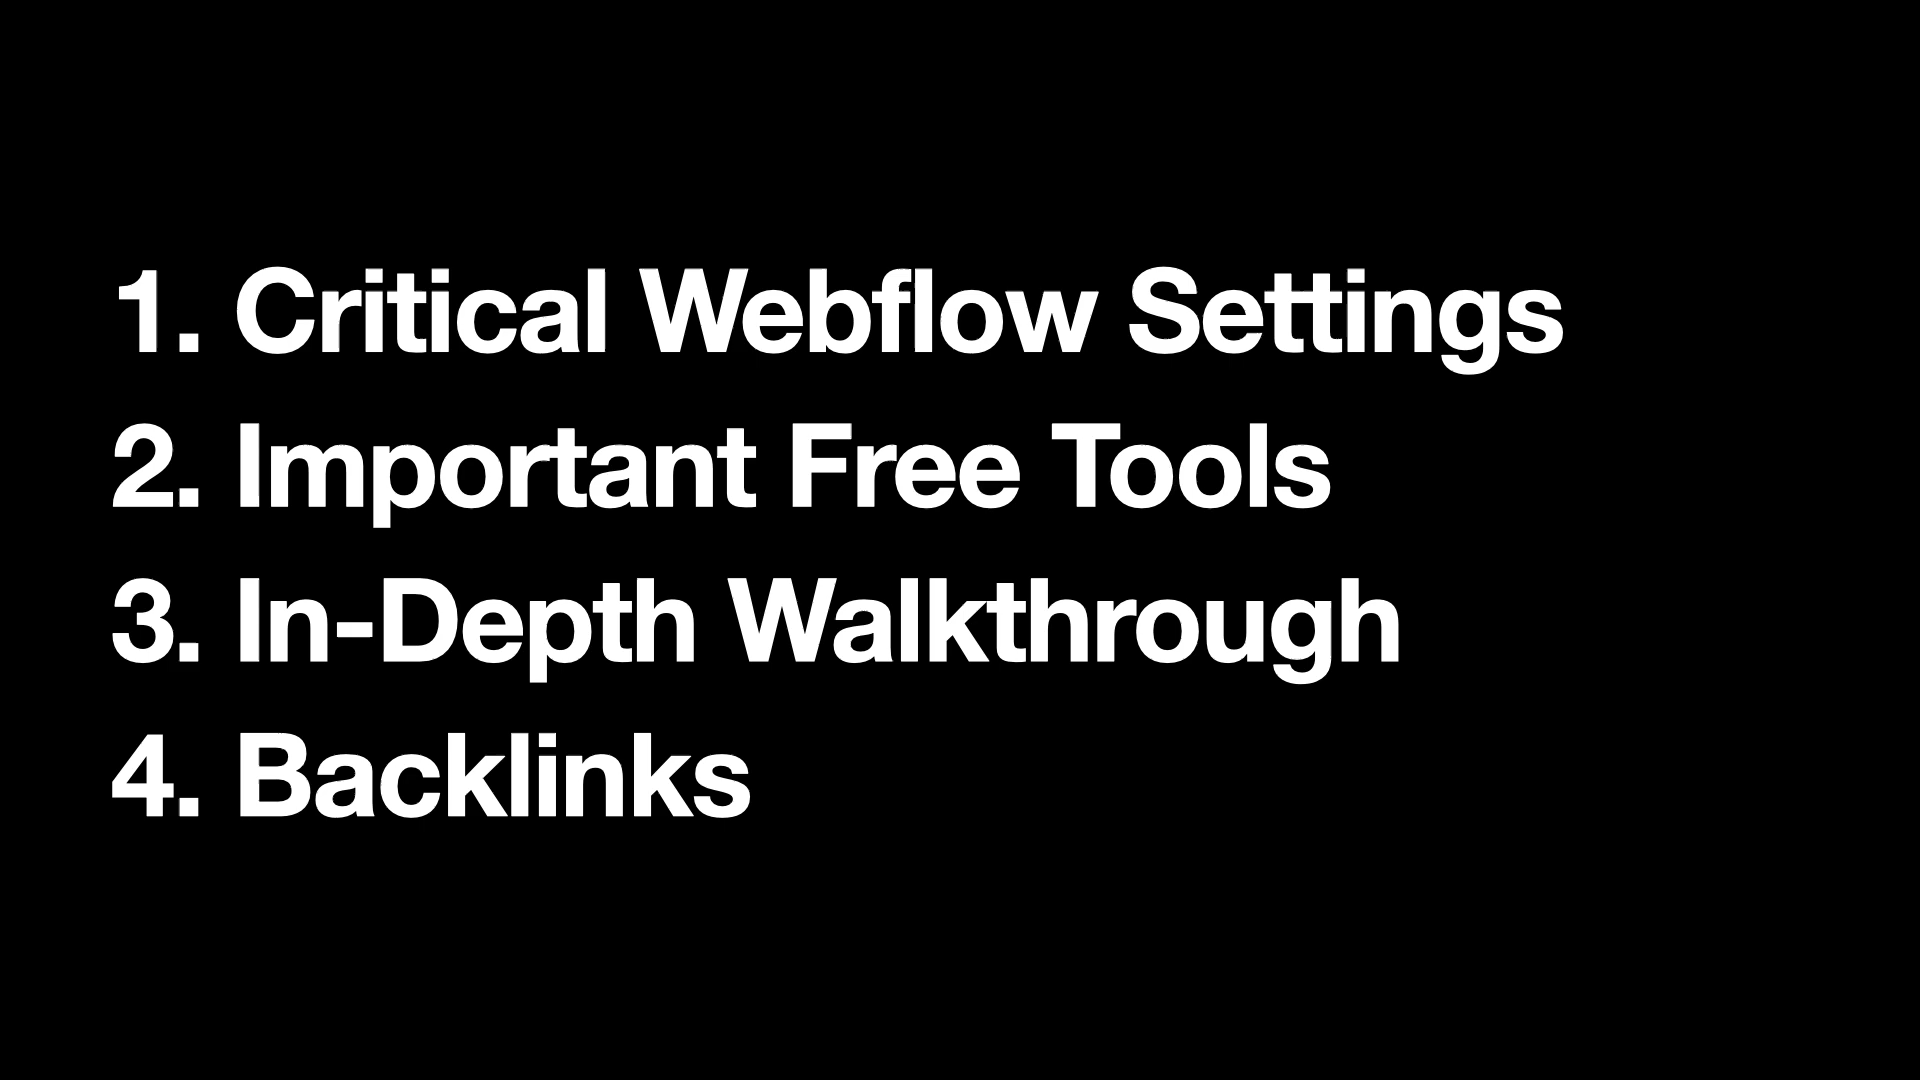 1. Critical Webflow Settings
2. Important Free Tools
3. In-Depth Walkthrough
4. Backlinks